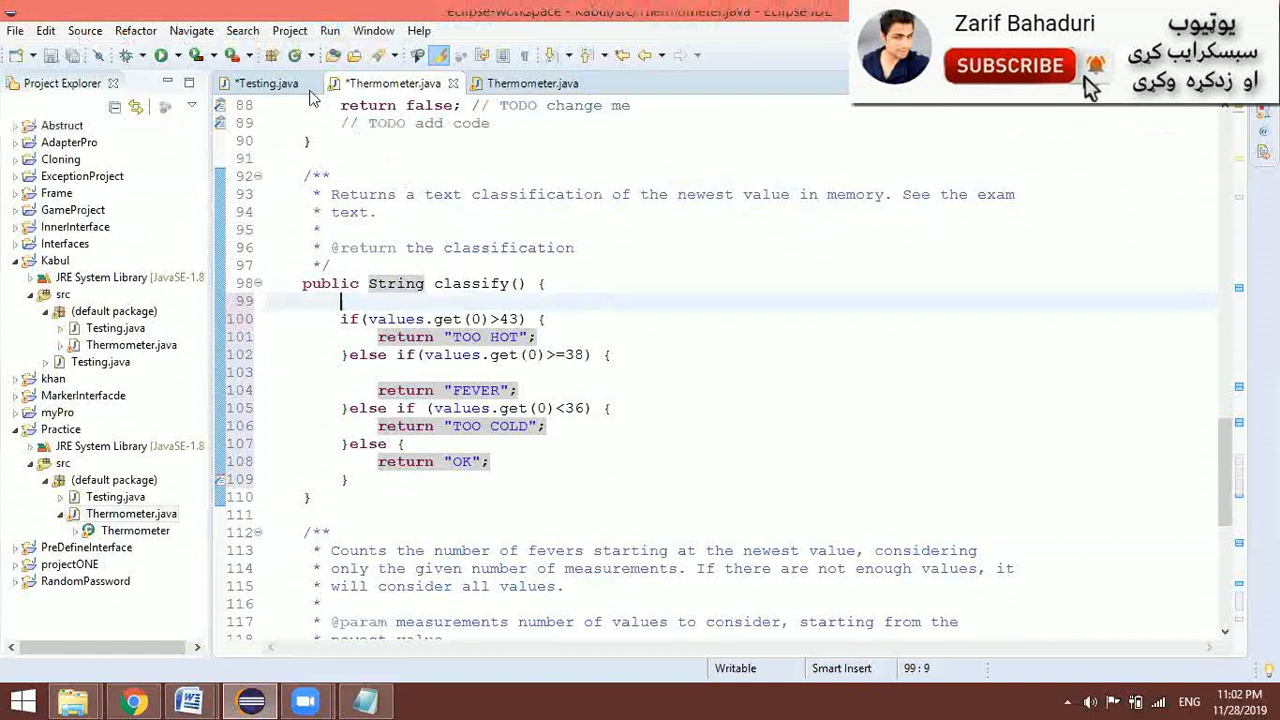 eclipse-workspace - Kabul/src/Thermometer.java - Eclipse IDE
File Edit Source Refactor Navigate Search Project Run Window Help
Zarif Bahaduri
SUBSCRIBE
یوټیوب
سبسکرایب کړی
او زدکړه وکړی
Project Explorer
*Testing.java
*Thermometer.java
Thermometer.java
Abstruct
AdapterPro
Cloning
ExceptionProject
Frame
GameProject
InnerInterface
Interfaces
Kabul
JRE System Library [JavaSE-1.8
src
(default package)
Testing.java
Thermometer.java
Testing.java
khan
MarkerInterfacde
myPro
Practice
JRE System Library [JavaSE-1.8
src
(default package)
Testing.java
Thermometer.java
Thermometer
PreDefineInterface
projectONE
RandomPassword
88 return false; // TODO change me
89 // TODO add code
90 }
91
92 /**
93 * Returns a text classification of the newest value in memory. See the exam
94 * text.
95 *
96 * @return the classification
97 */
98 public String classify() {
99
100 if(values.get(0)>43) {
101 return "TOO HOT";
102 }else if(values.get(0)>=38) {
103
104 return "FEVER";
105 }else if (values.get(0)<36) {
106 return "TOO COLD";
107 }else {
108 return "OK";
109 }
110 }
111
112 /**
113 * Counts the number of fevers starting at the newest value, considering
114 * only the given number of measurements. If there are not enough values, it
115 * will consider all values.
116 *
117 * @param measurements number of values to consider, starting from the
118 newest value
Writable
Smart Insert
99 : 9
ENG
11:02 PM
11/28/2019